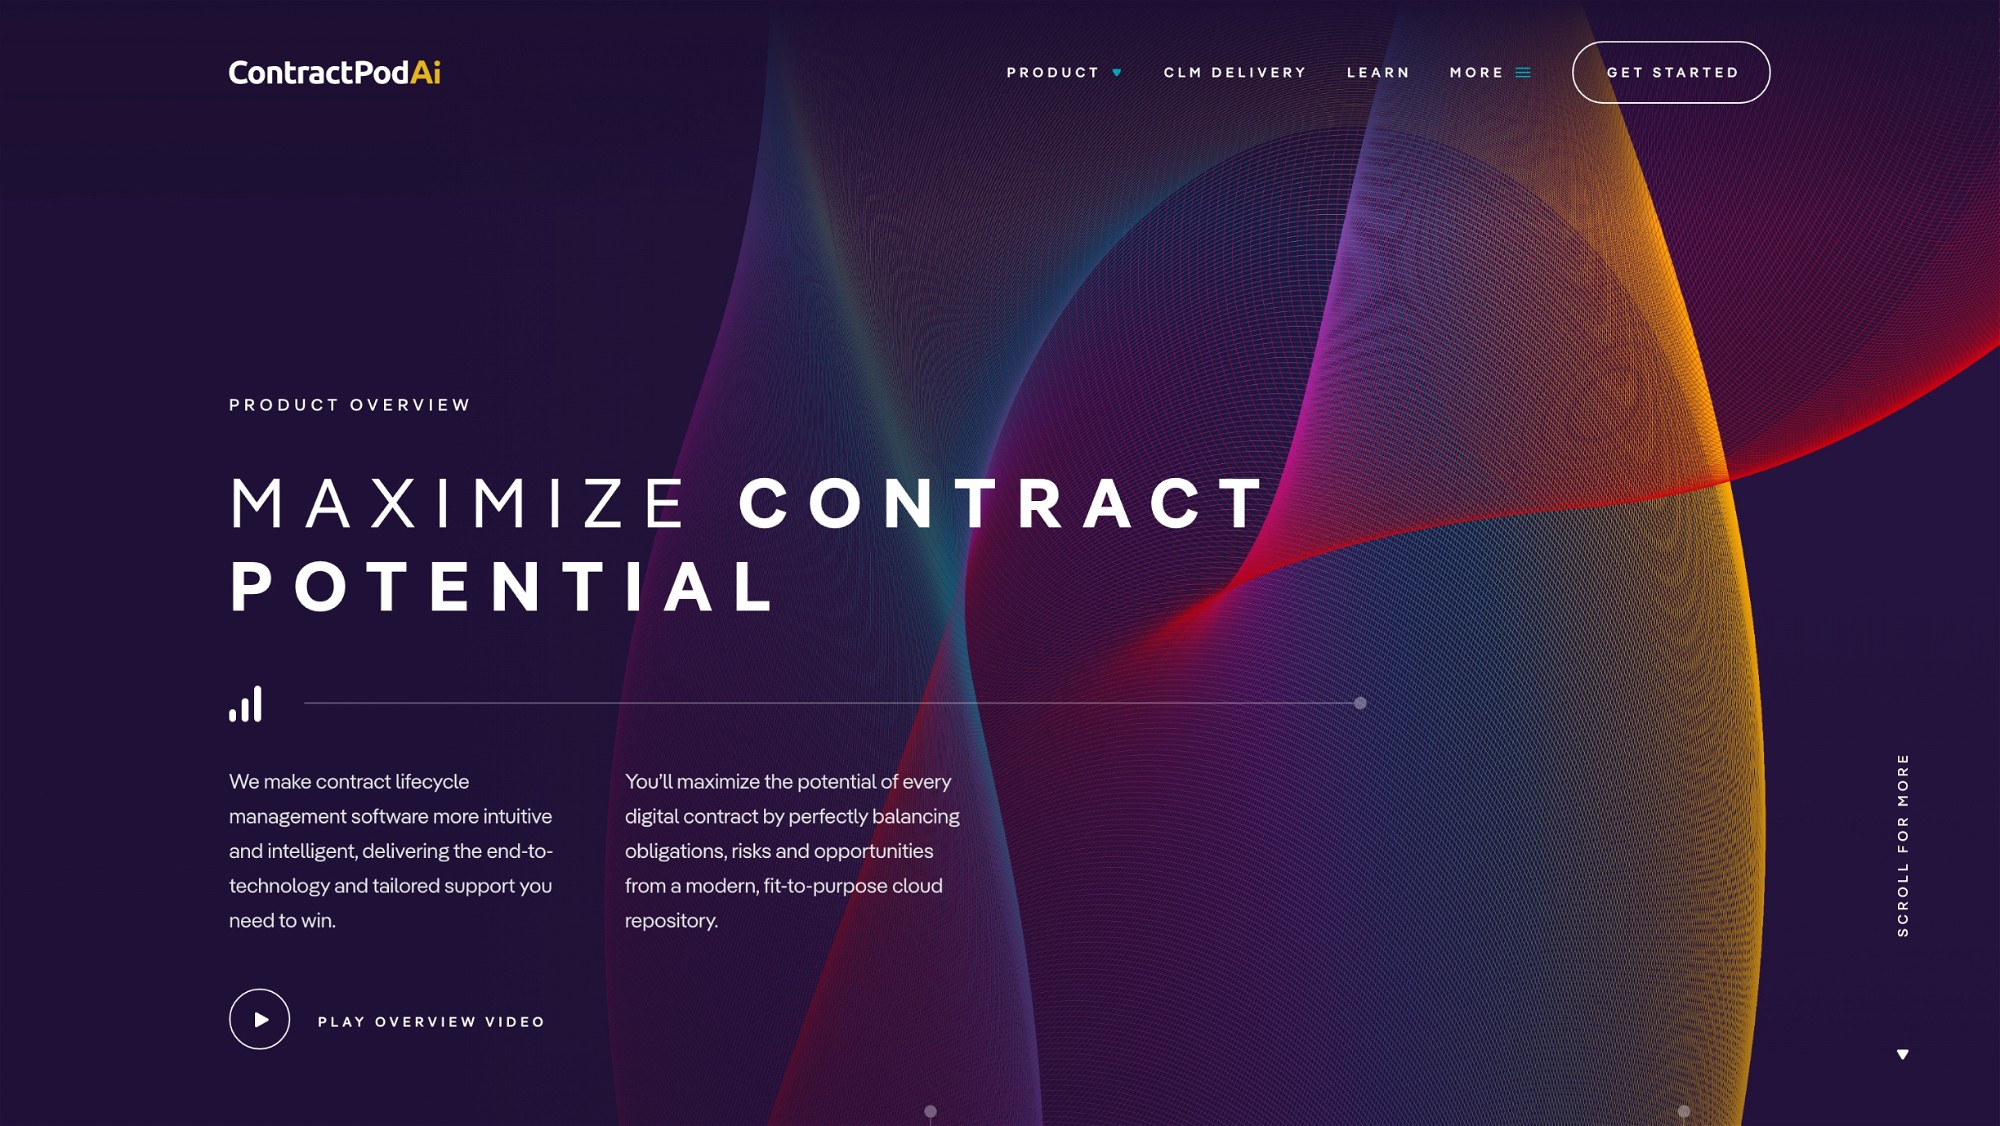 ContractPodAi
PRODUCT
CLM DELIVERY
LEARN
MORE
GET STARTED
PRODUCT OVERVIEW
MAXIMIZE CONTRACT
POTENTIAL
We make contract lifecycle
management software more intuitive
and intelligent, delivering the end-to-
technology and tailored support you
need to win.
You’ll maximize the potential of every
digital contract by perfectly balancing
obligations, risks and opportunities
from a modern, fit-to-purpose cloud
repository.
PLAY OVERVIEW VIDEO
SCROLL FOR MORE